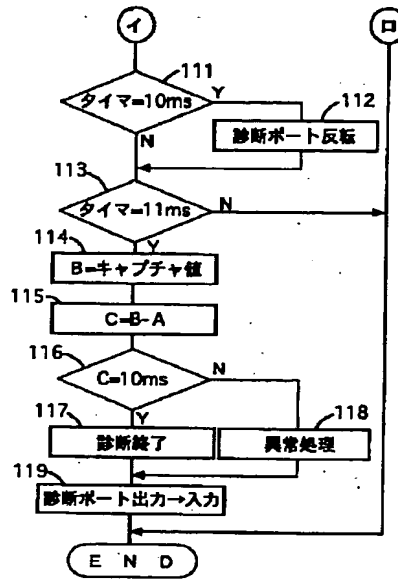 イ
ロ
111
タイマ=10ms
Y
112
診断ポート反転
N
113
タイマ=11ms
N
Y
114
B=キャプチャ値
115
C=B-A
116
C=10ms
N
Y
117
診断終了
118
異常処理
119
診断ポート出力→入力
E N D